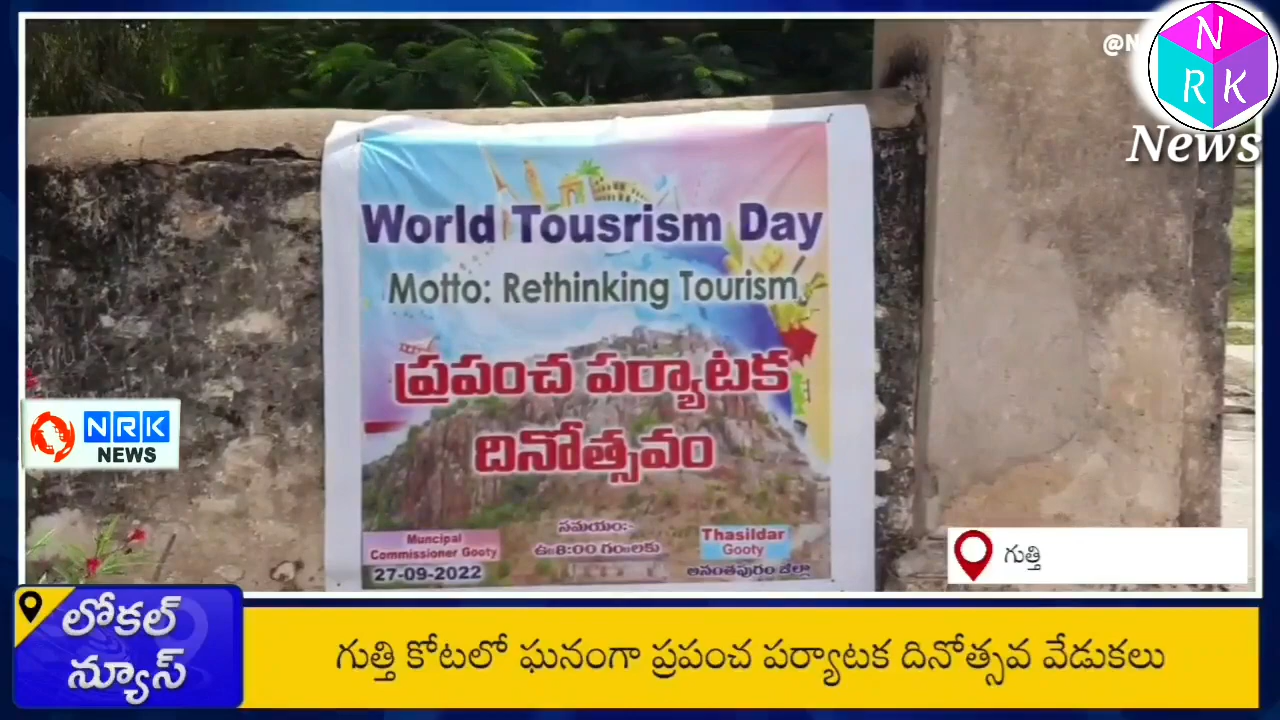 @N
N
R K
News
World Tousrism Day
Motto: Rethinking Tourism
ప్రపంచ పర్యాటక
దినోత్సవం
సమయం:-
ఉ॥8:00 గం॥లకు
Muncipal
Commissioner Gooty
27-09-2022
Thasildar
Gooty
అనంతపురం జిల్లా
NRK
NEWS
గుత్తి
లోకల్
న్యూస్
గుత్తి కోటలో ఘనంగా ప్రపంచ పర్యాటక దినోత్సవ వేడుకలు